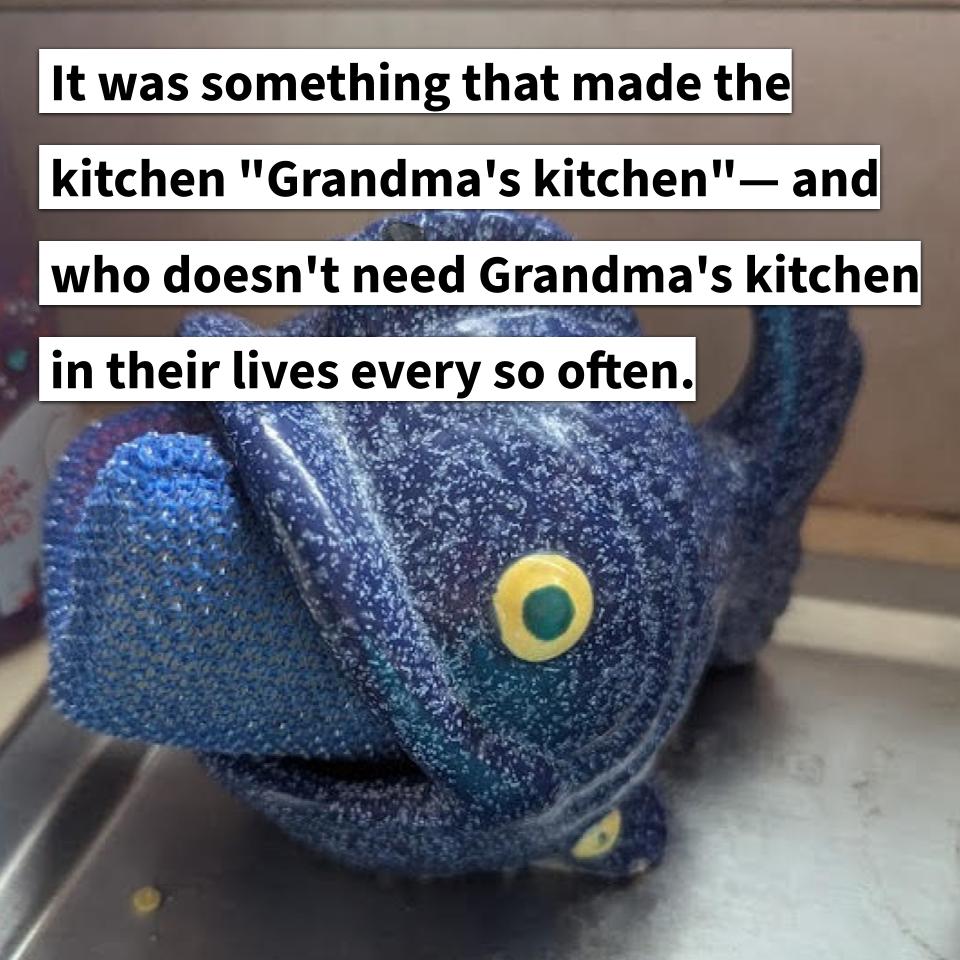 It was something that made the
kitchen "Grandma's kitchen"— and
who doesn't need Grandma's kitchen
in their lives every so often.